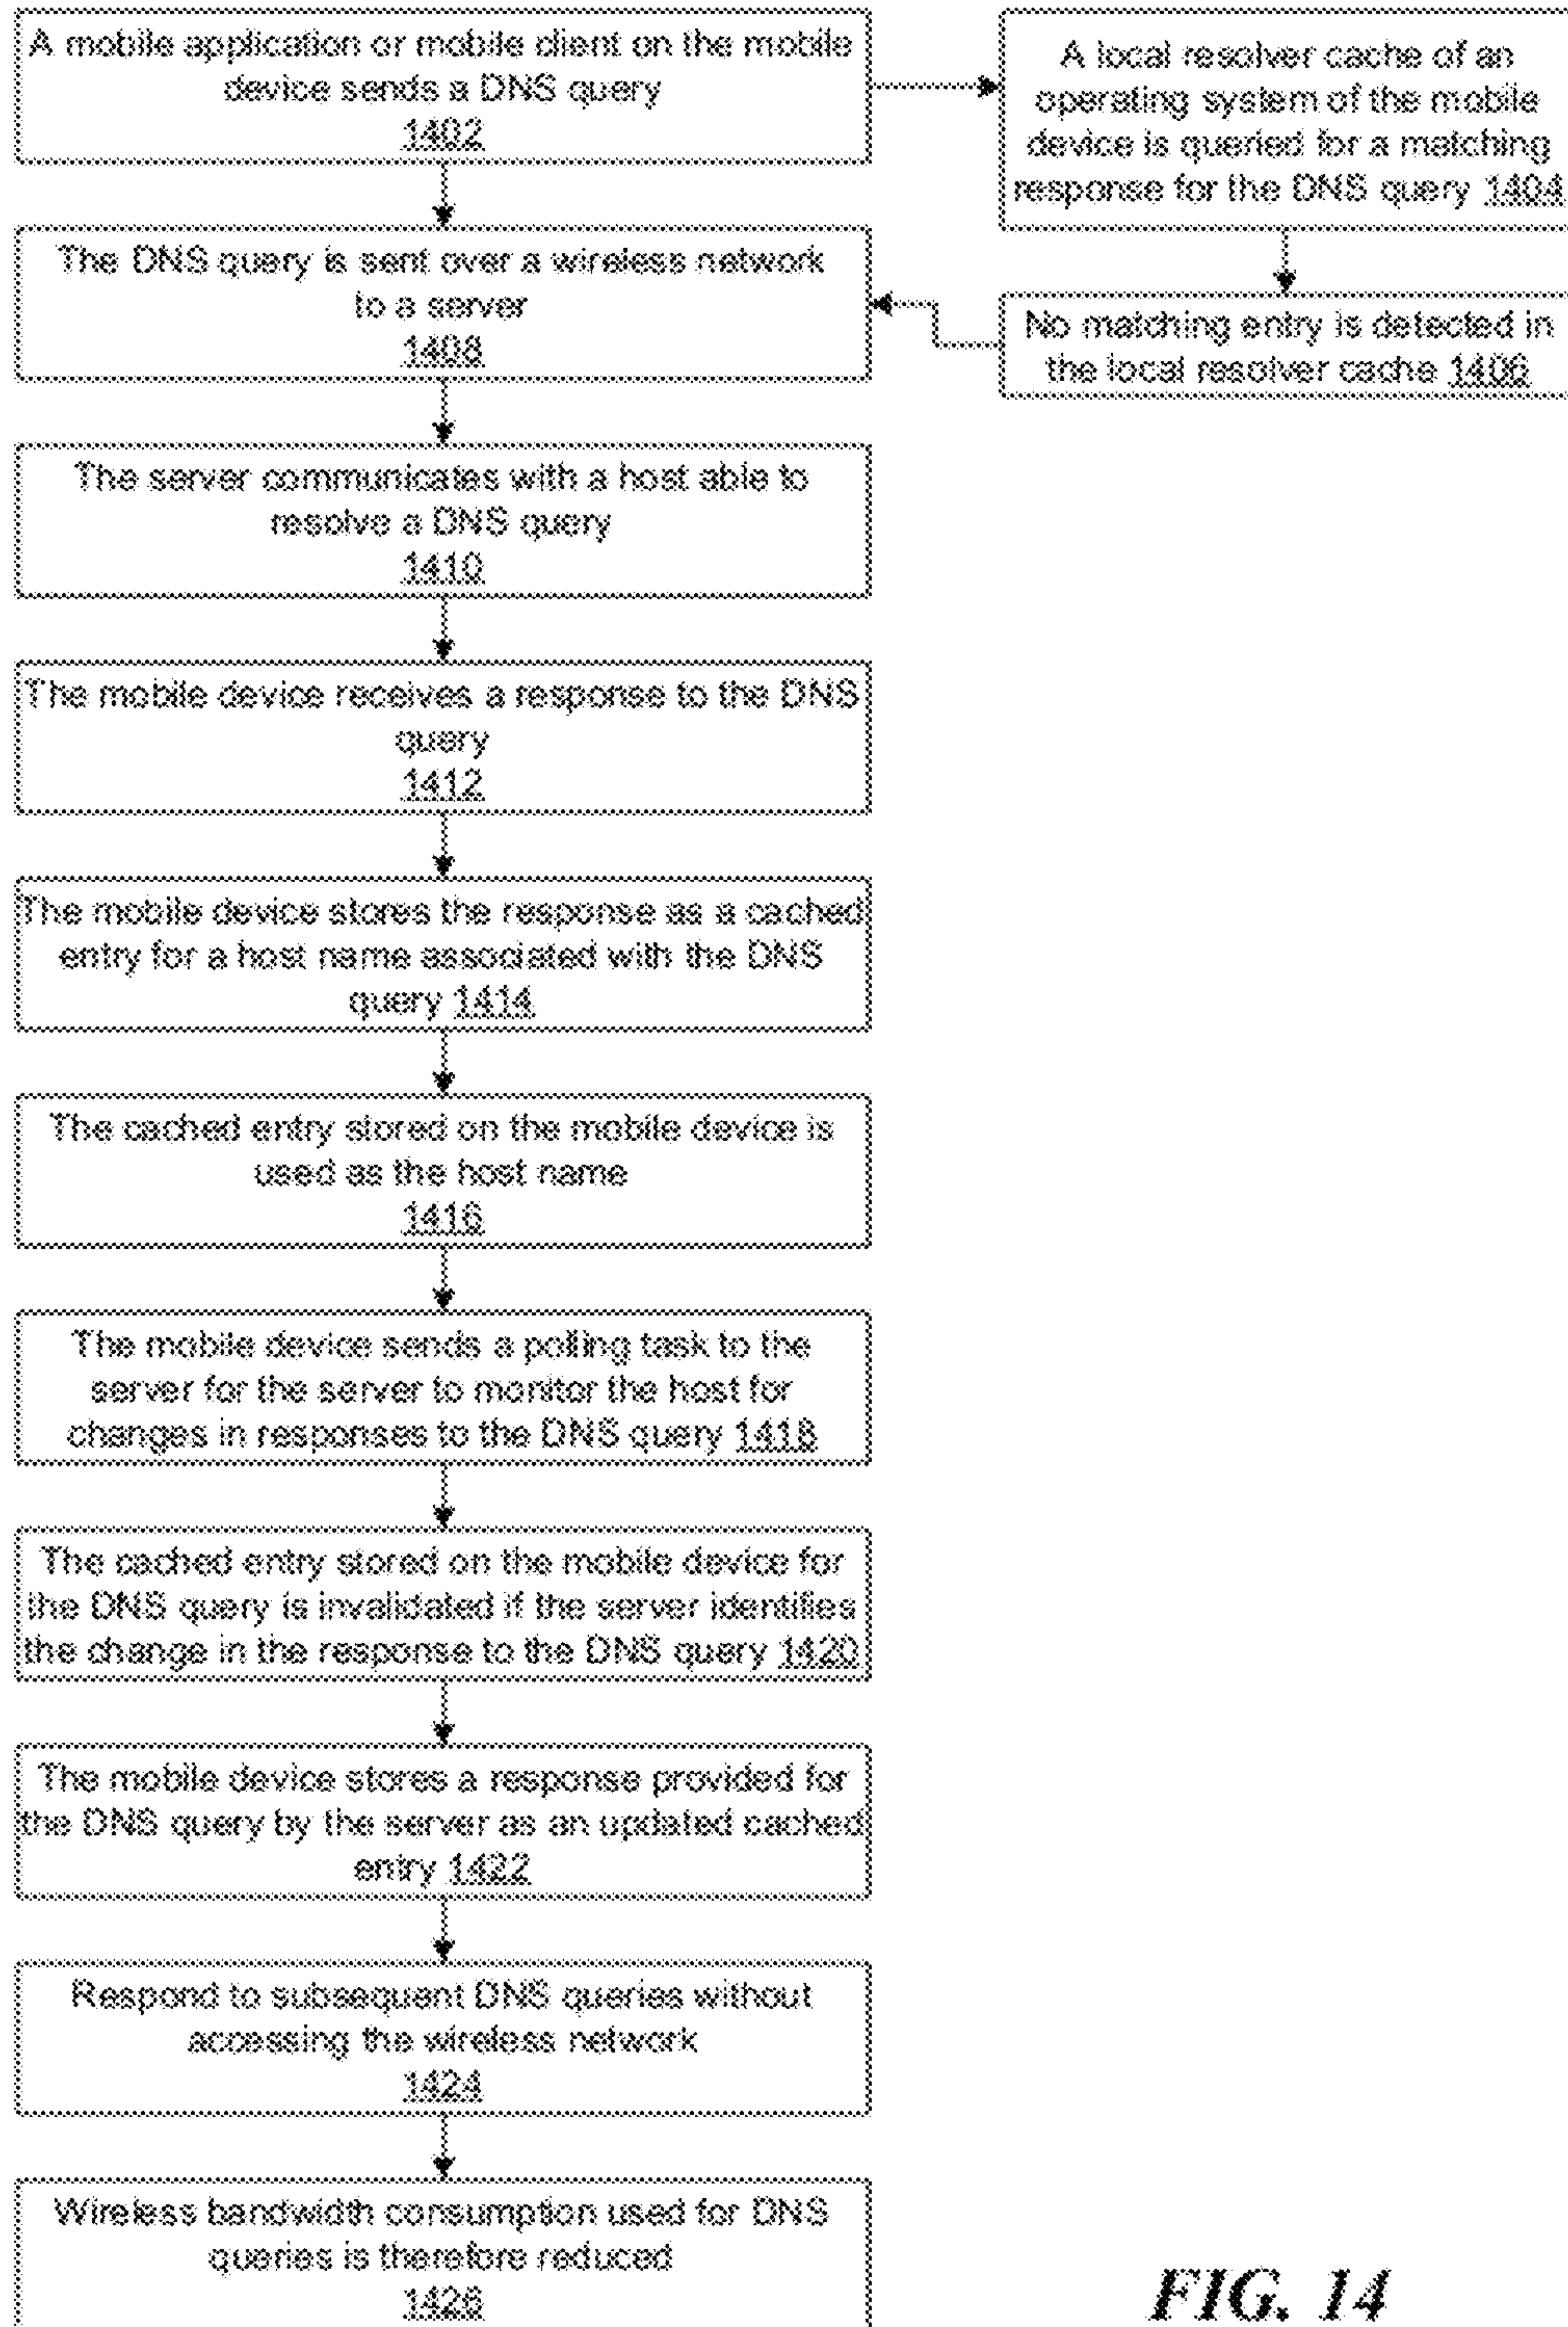 A mobile application or mobile client on the mobile
device sends a DNS query
1402
A local resolver cache of an
operating system of the mobile
device is queried for a matching
response for the DNS query 1404
The DNS query is sent over a wireless network
to a server
1408
No matching entry is detected in
the local resolver cache 1406
The server communicates with a host able to
resolve a DNS query
1410
The mobile device receives a response to the DNS
query
1412
The mobile device stores the response as a cached
entry for a host name associated with the DNS
query 1414
The cached entry stored on the mobile device is
used as the host name
1416
The mobile device sends a polling task to the
server for the server to monitor the host for
changes in responses to the DNS query 1418
The cached entry stored on the mobile device for
the DNS query is invalidated if the server identifies
the change in the response to the DNS query 1420
The mobile device stores a response provided for
the DNS query by the server as an updated cached
entry 1422
Respond to subsequent DNS queries without
accessing the wireless network
1424
Wireless bandwidth consumption used for DNS
queries is therefore reduced
1426
FIG. 14